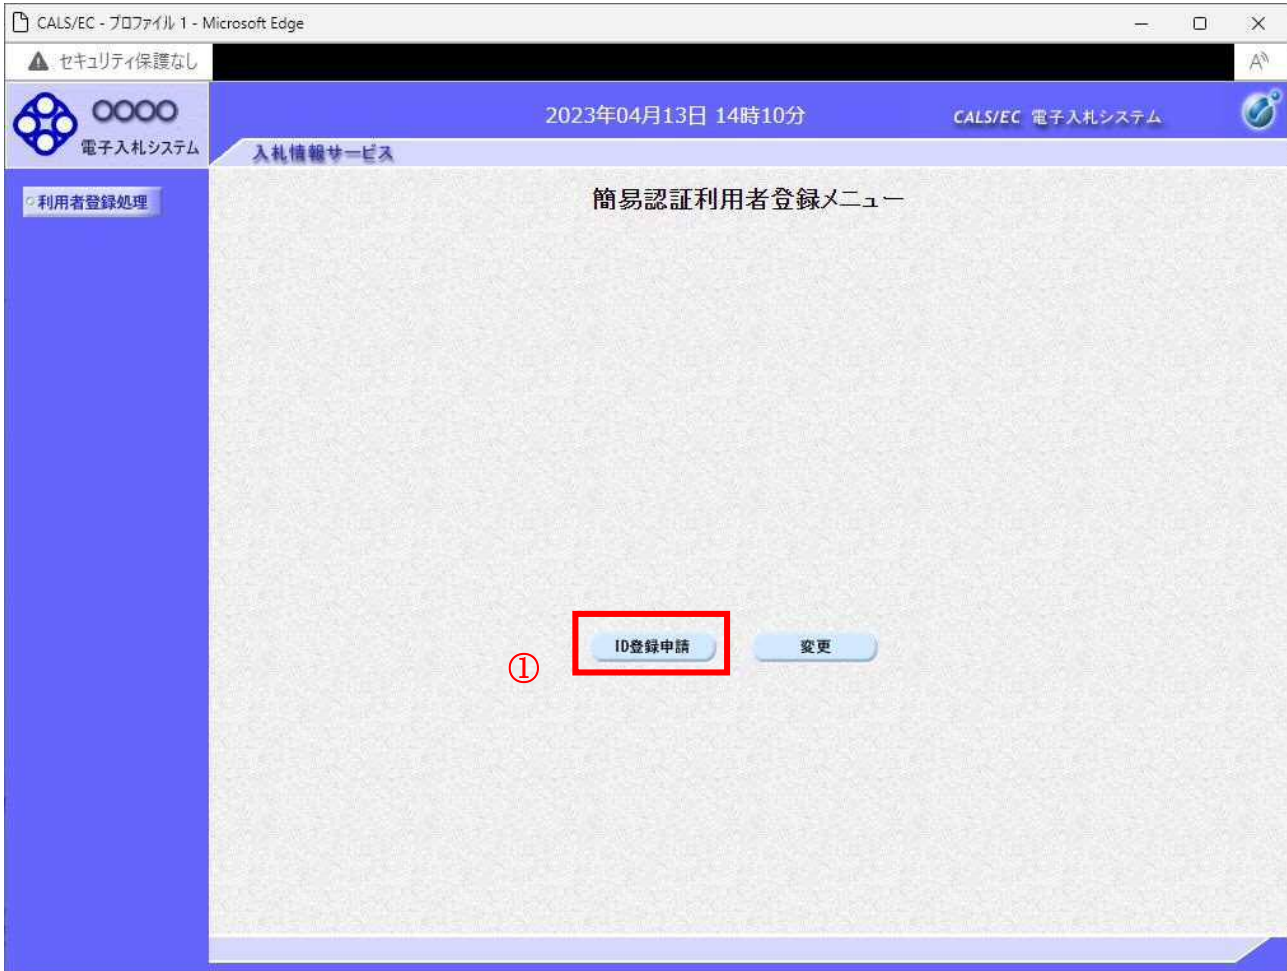 CALS/EC - プロファイル 1 - Microsoft Edge
セキュリティ保護なし
OOOO
電子入札システム
2023年04月13日 14時10分
CALS/EC 電子入札システム
入札情報サービス
利用者登録処理
簡易認証利用者登録メニュー
① ID登録申請 変更